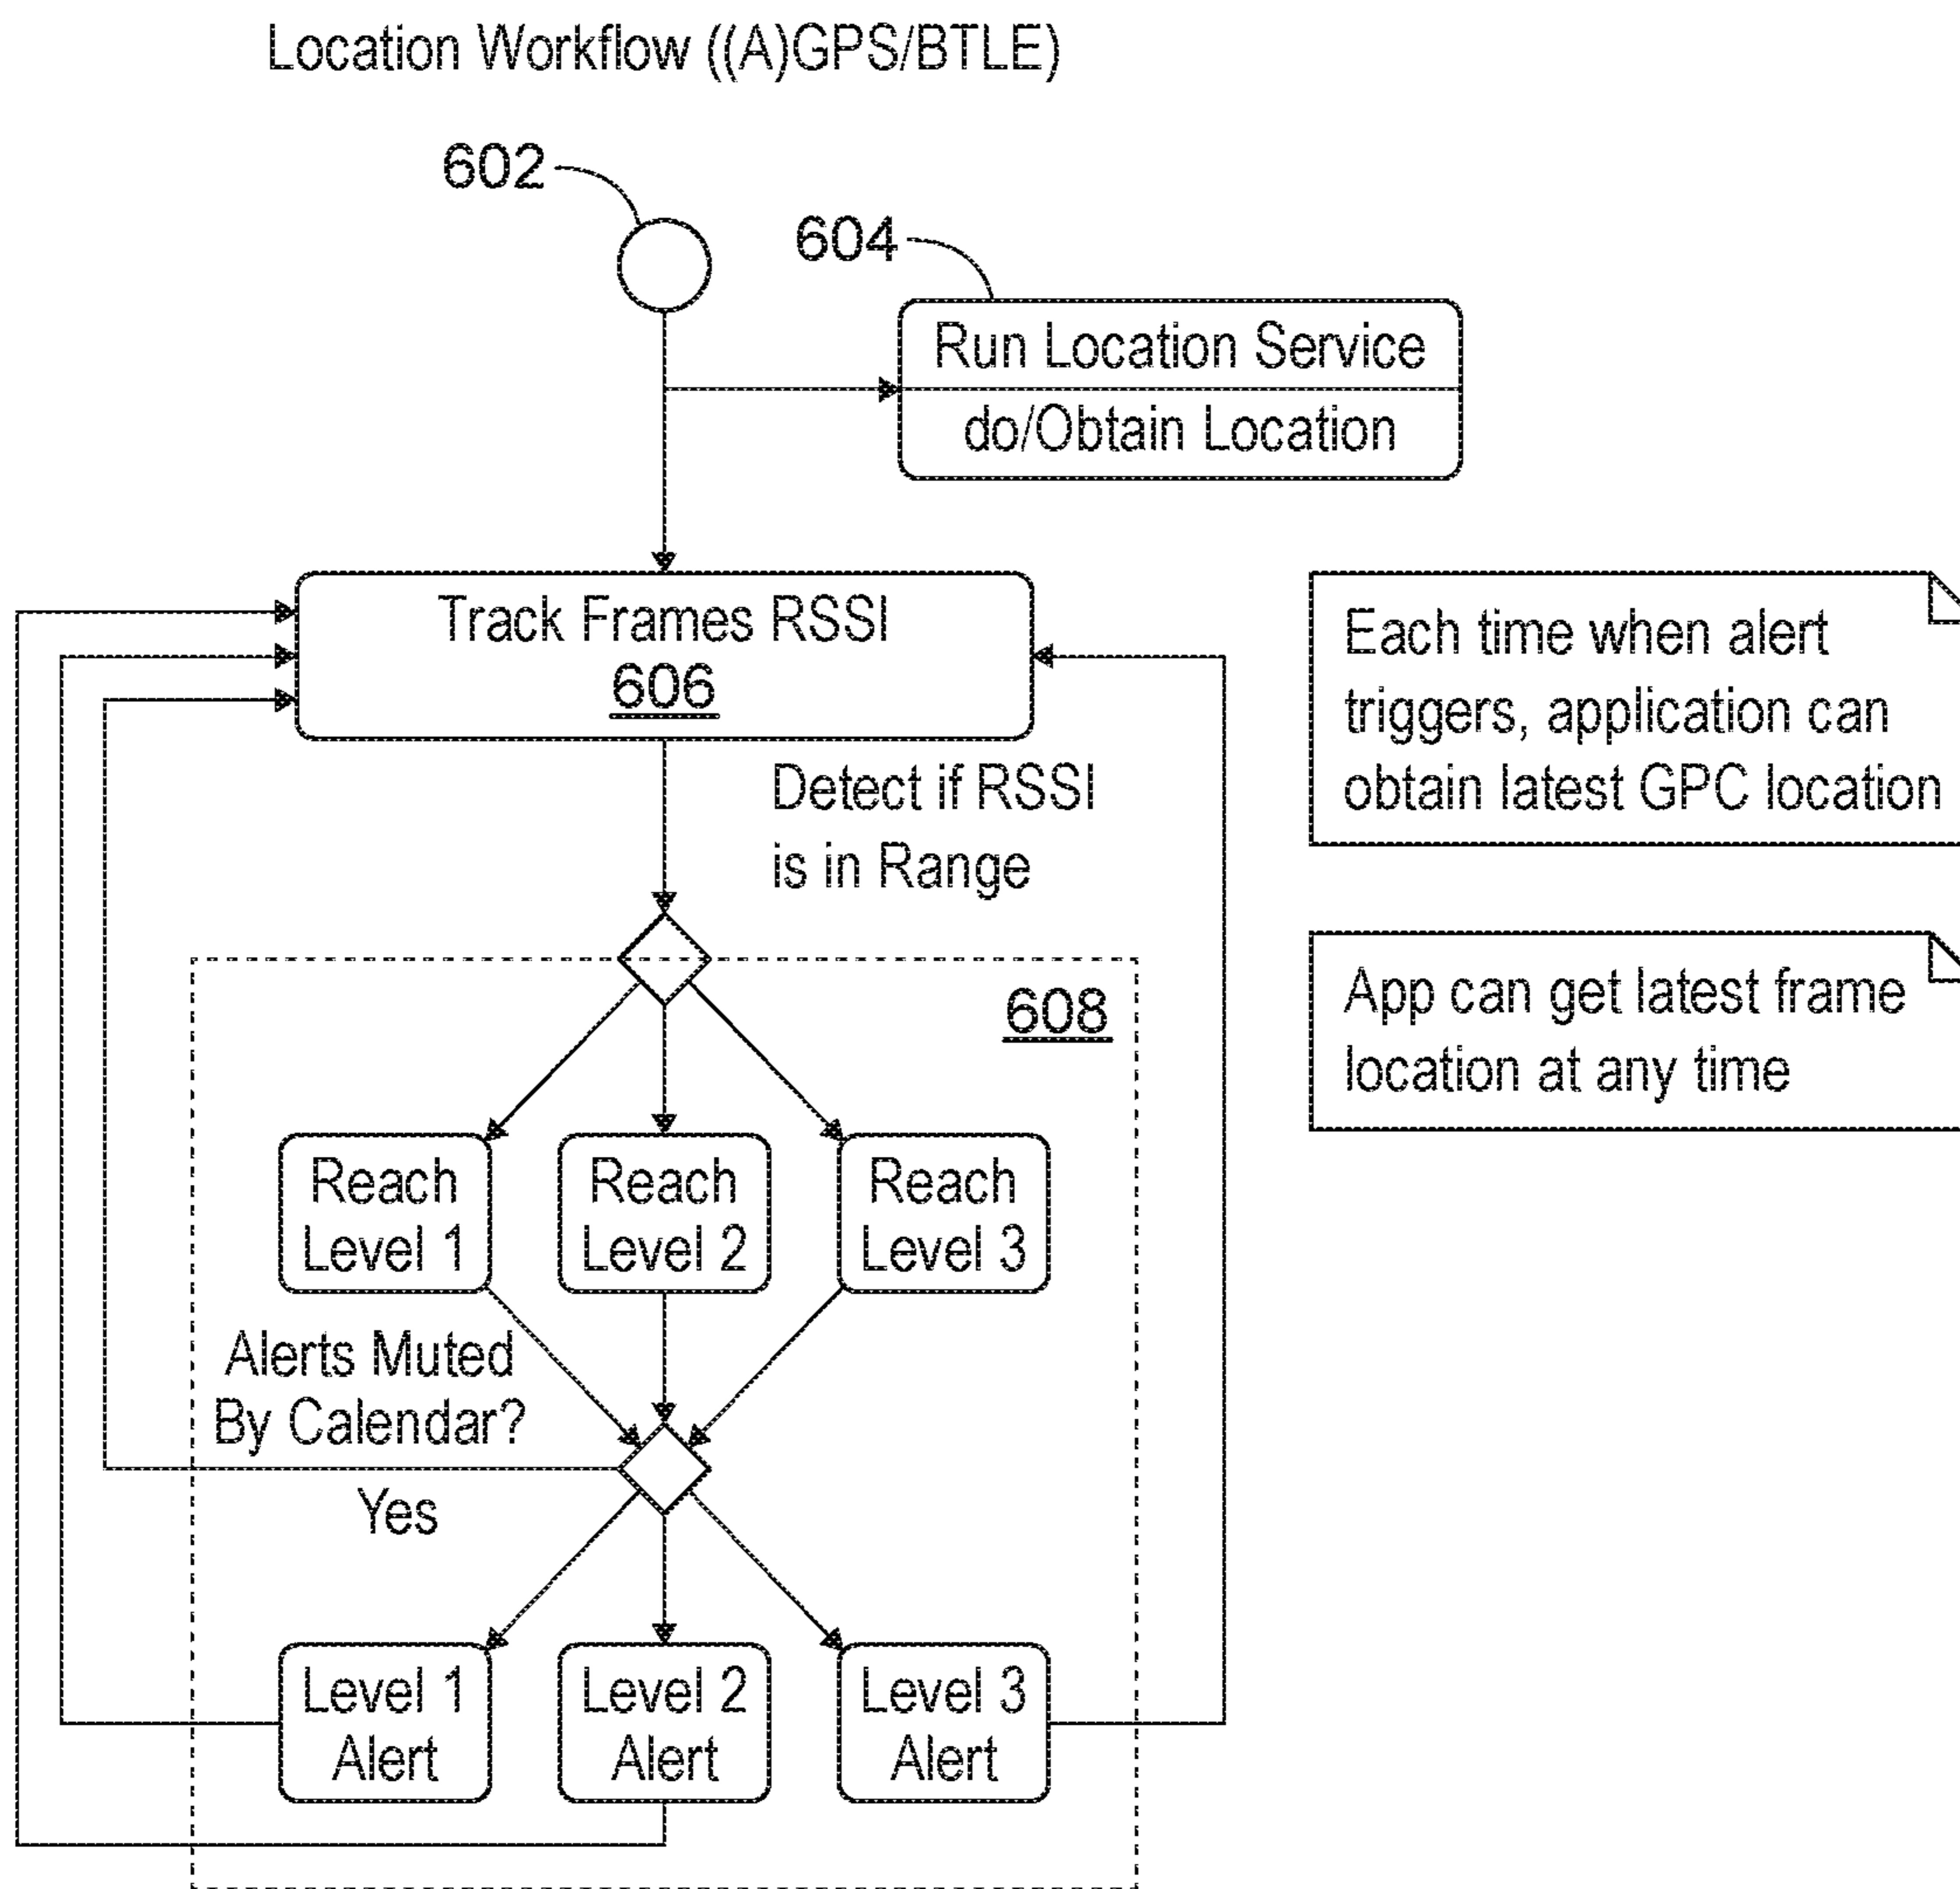 Location Workflow ((A)GPS/BTLE)
602
604
Run Location Service
do/Obtain Location
Track Frames RSSI
606
Detect if RSSI
is in Range
Each time when alert
triggers, application can
obtain latest GPC location
App can get latest frame
location at any time
608
Reach
Level 1
Reach
Level 2
Reach
Level 3
Alerts Muted
By Calendar?
Yes
Level 1
Alert
Level 2
Alert
Level 3
Alert